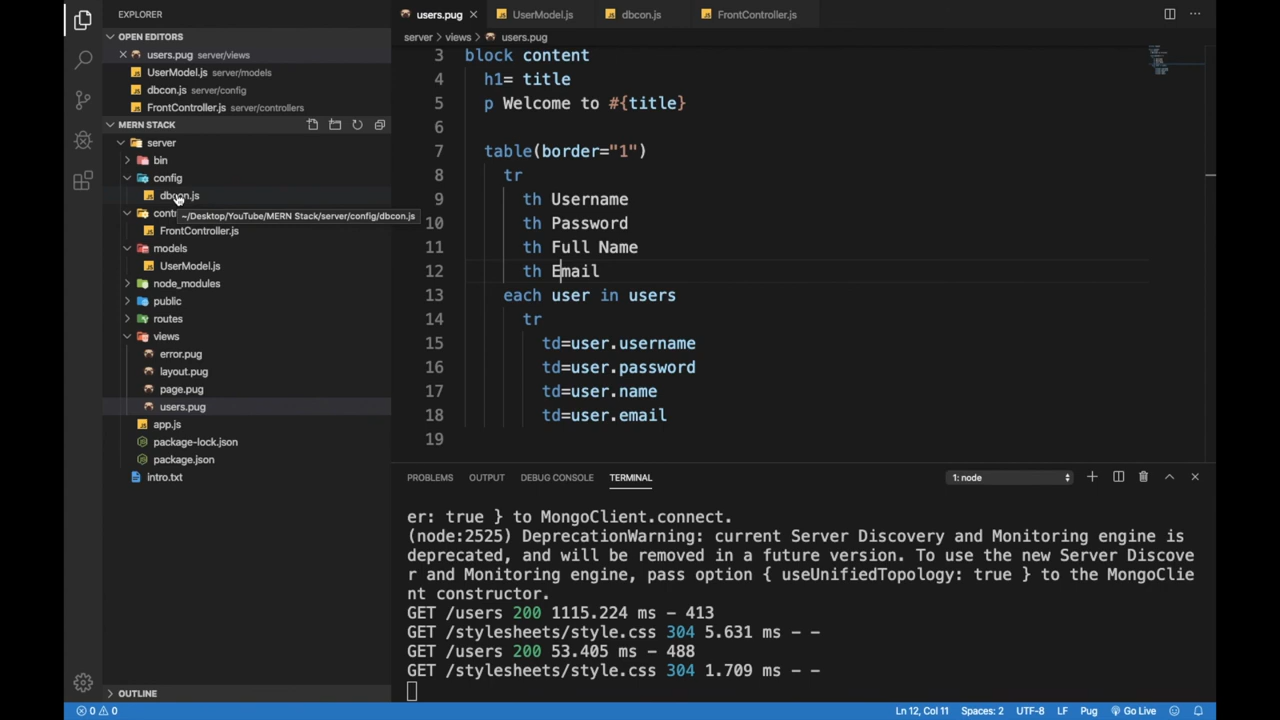 EXPLORER
OPEN EDITORS
users.pug server/views
UserModel.js server/models
dbcon.js server/config
FrontController.js server/controllers
MERN STACK
server
bin
config
dbcon.js
contr
~/Desktop/YouTube/MERN Stack/server/config/dbcon.js
FrontController.js
models
UserModel.js
node_modules
public
routes
views
error.pug
layout.pug
page.pug
users.pug
app.js
package-lock.json
package.json
intro.txt
OUTLINE
users.pug UserModel.js dbcon.js FrontController.js
server > views > users.pug
3 block content
4 h1= title
5 p Welcome to #{title}
6
7 table(border="1")
8 tr
9 th Username
10 th Password
11 th Full Name
12 th Email
13 each user in users
14 tr
15 td=user.username
16 td=user.password
17 td=user.name
18 td=user.email
19
PROBLEMS OUTPUT DEBUG CONSOLE TERMINAL 1: node
er: true } to MongoClient.connect.
(node:2525) DeprecationWarning: current Server Discovery and Monitoring engine is
deprecated, and will be removed in a future version. To use the new Server Discove
r and Monitoring engine, pass option { useUnifiedTopology: true } to the MongoClie
nt constructor.
GET /users 200 1115.224 ms - 413
GET /stylesheets/style.css 304 5.631 ms - -
GET /users 200 53.405 ms - 488
GET /stylesheets/style.css 304 1.709 ms - -
0 0 Ln 12, Col 11 Spaces: 2 UTF-8 LF Pug Go Live